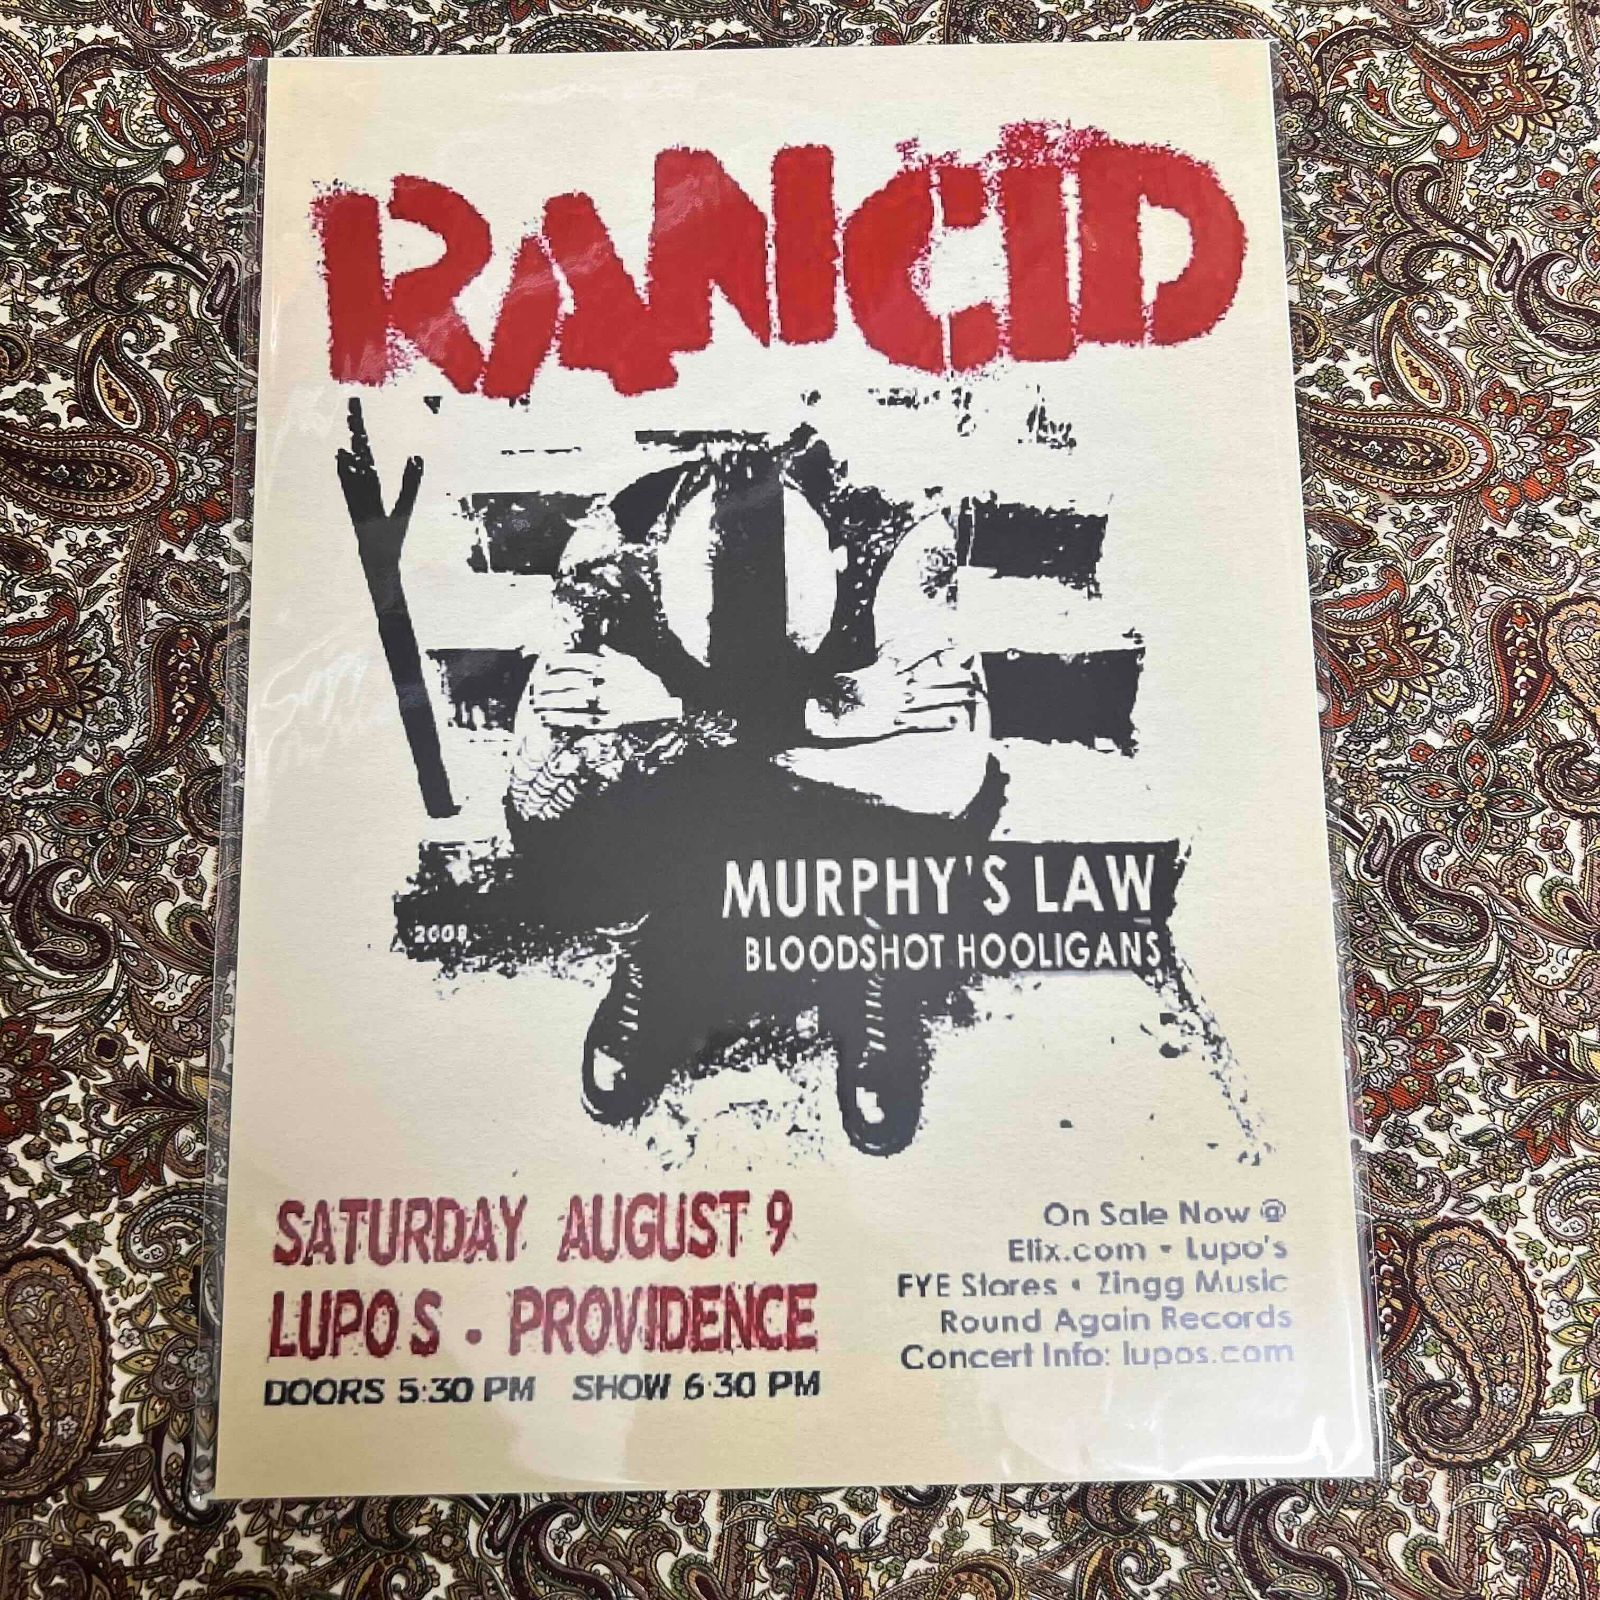 RANCID
MURPHY'S LAW
2008
BLOODSHOT HOOLIGANS
SATURDAY AUGUST 9
LUPO S • PROVIDENCE
DOORS 5:30 PM SHOW 6:30 PM
On Sale Now @
Etix.com • Lupo's
FYE Stores • Zingg Music
Round Again Records
Concert Info: lupos.com